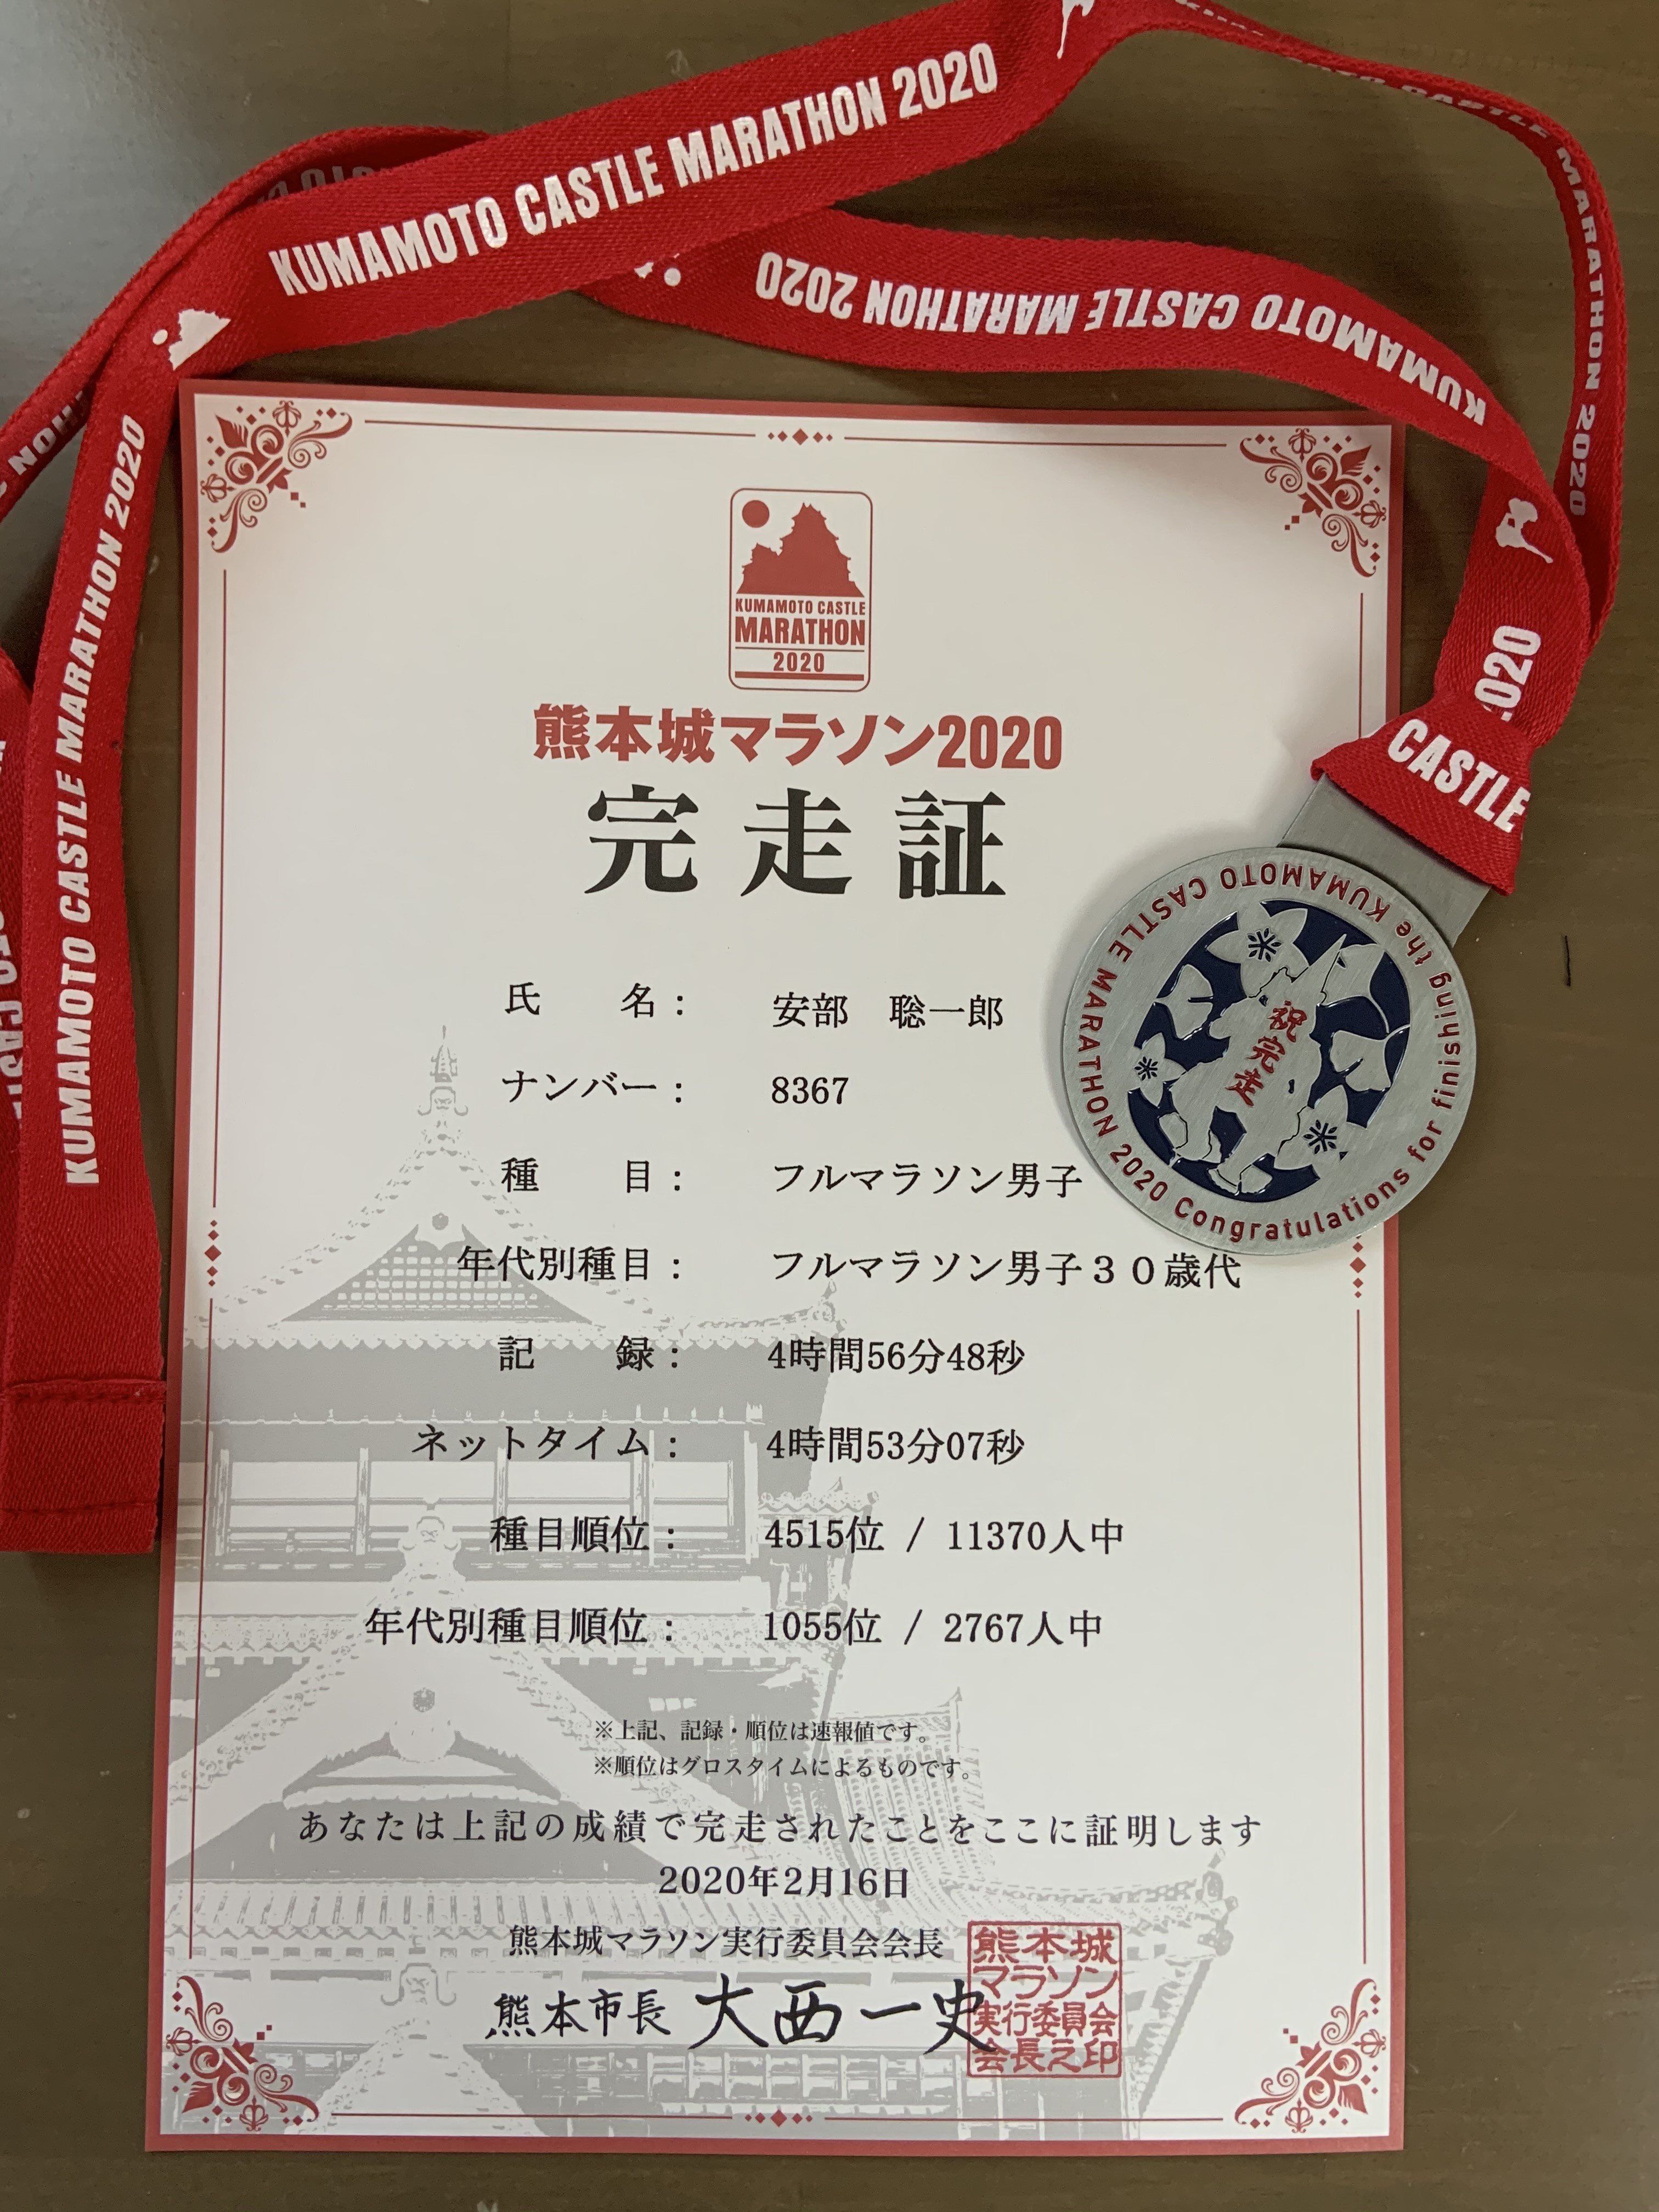 KUMAMOTO CASTLE MARATHON 2020
KUMAMOTO CASTLE MARATHON 2020
CASTLE MARATHON 2020
KUMAMOTO CASTLE MARATHON 2020
2020
CASTLE
KUMAMOTO CASTLE
MARATHON
2020
熊本城マラソン2020
完走証
氏　名： 安部　聡一郎
ナンバー： 8367
種　目： フルマラソン男子
年代別種目： フルマラソン男子３０歳代
記　録： 4時間56分48秒
ネットタイム： 4時間53分07秒
種目順位： 4515位 / 11370人中
年代別種目順位： 1055位 / 2767人中
※上記、記録・順位は速報値です。
※順位はグロスタイムによるものです。
あなたは上記の成績で完走されたことをここに証明します
2020年2月16日
熊本城マラソン実行委員会会長
熊本市長 大西一史
熊本城
マラソン
実行委員会
会長之印
Congratulations for finishing the KUMAMOTO CASTLE MARATHON 2020
祝完走